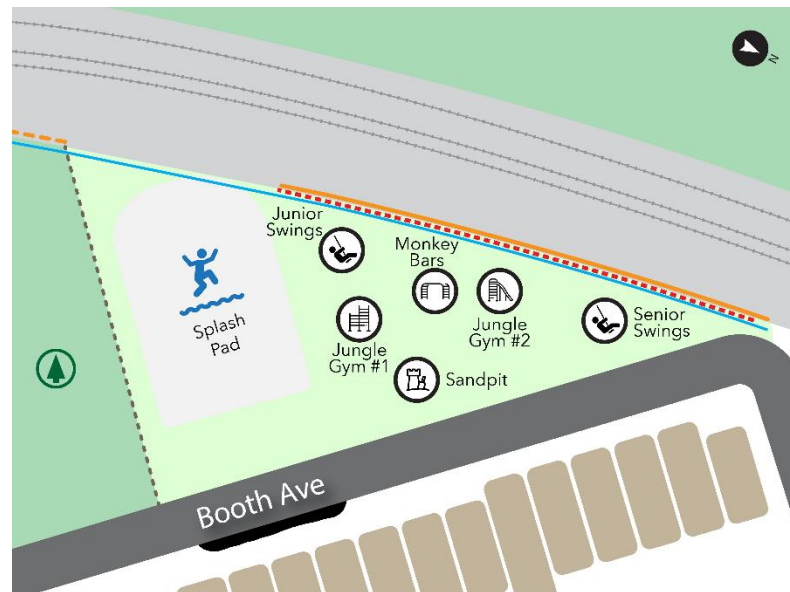 N
Junior
Swings
Monkey
Bars
Splash
Pad
Jungle
Gym #1
Jungle
Gym #2
Senior
Swings
Sandpit
Booth Ave